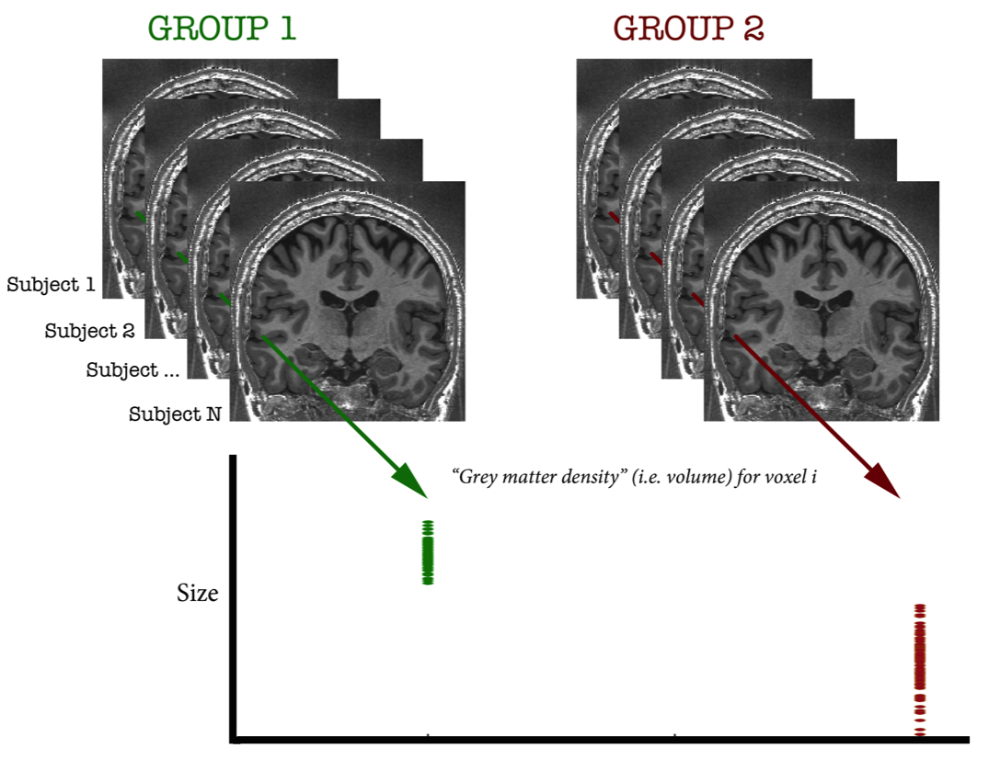 GROUP 1
GROUP 2
Subject 1
Subject 2
Subject ...
Subject N
“Grey matter density” (i.e. volume) for voxel i
Size